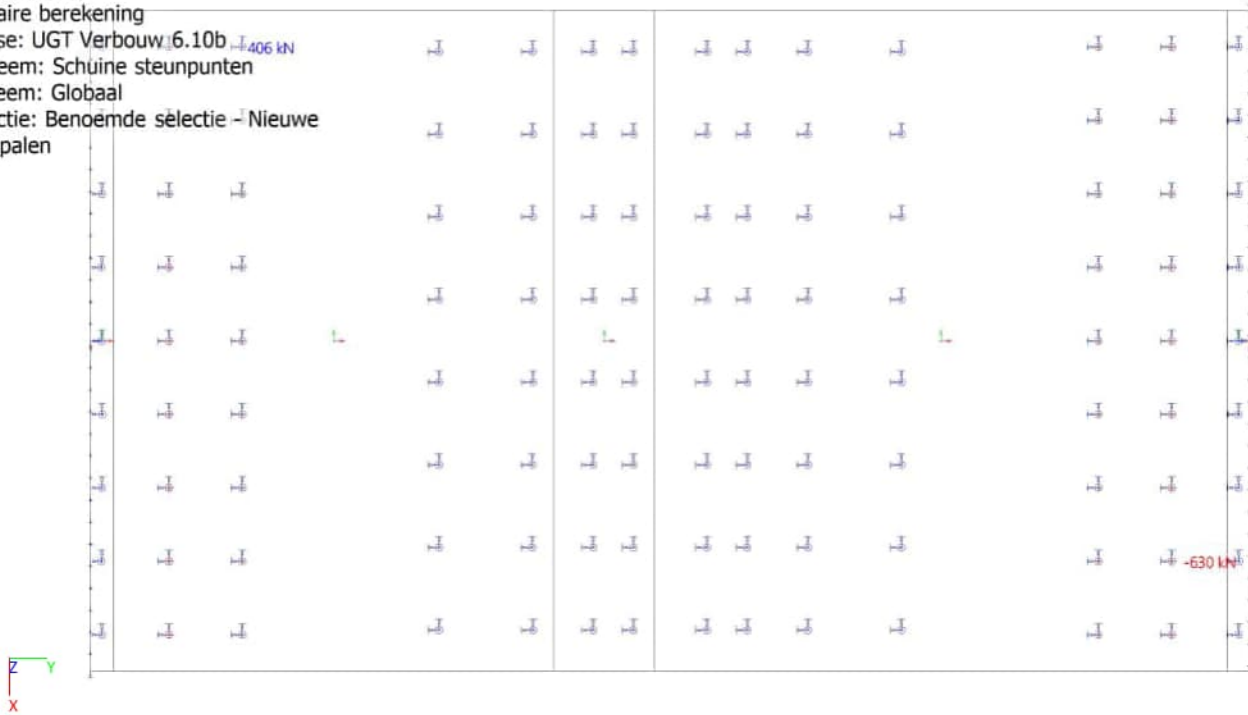 aire berekening
se: UGT Verbouw 6.10b
eem: Schuine steunpunten
eem: Globaal
ctie: Benoemde selectie - Nieuwe
palen
406 kN
-630 kN
Z Y
X